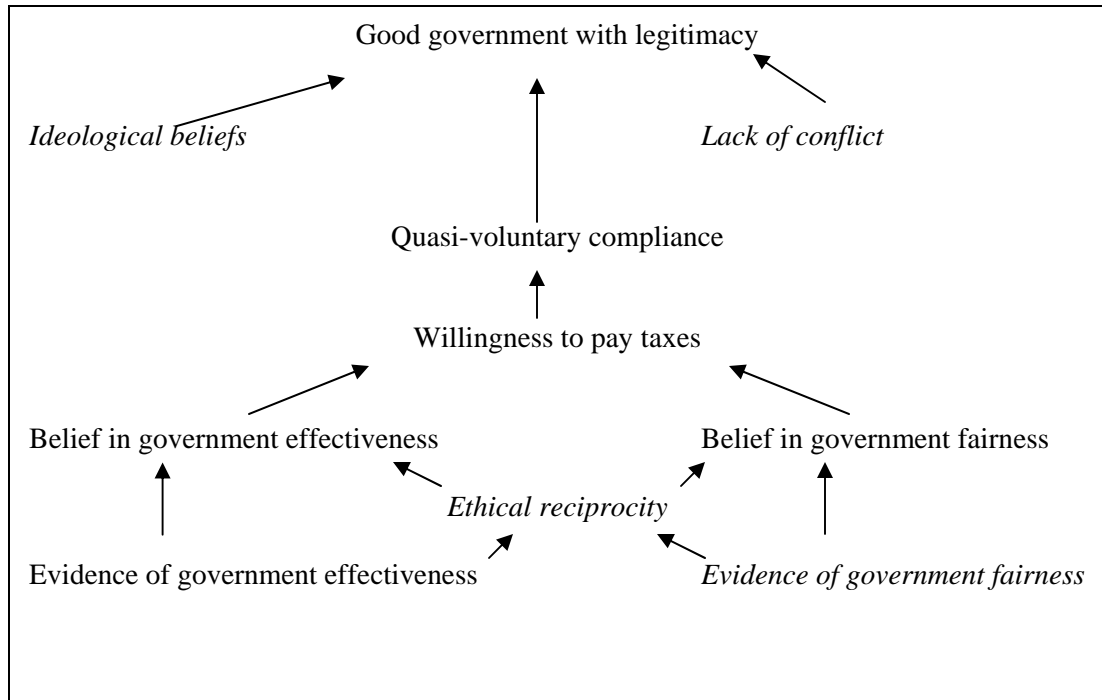 Good government with legitimacy
Ideological beliefs
Lack of conflict
Quasi-voluntary compliance
Willingness to pay taxes
Belief in government effectiveness
Belief in government fairness
Ethical reciprocity
Evidence of government effectiveness
Evidence of government fairness